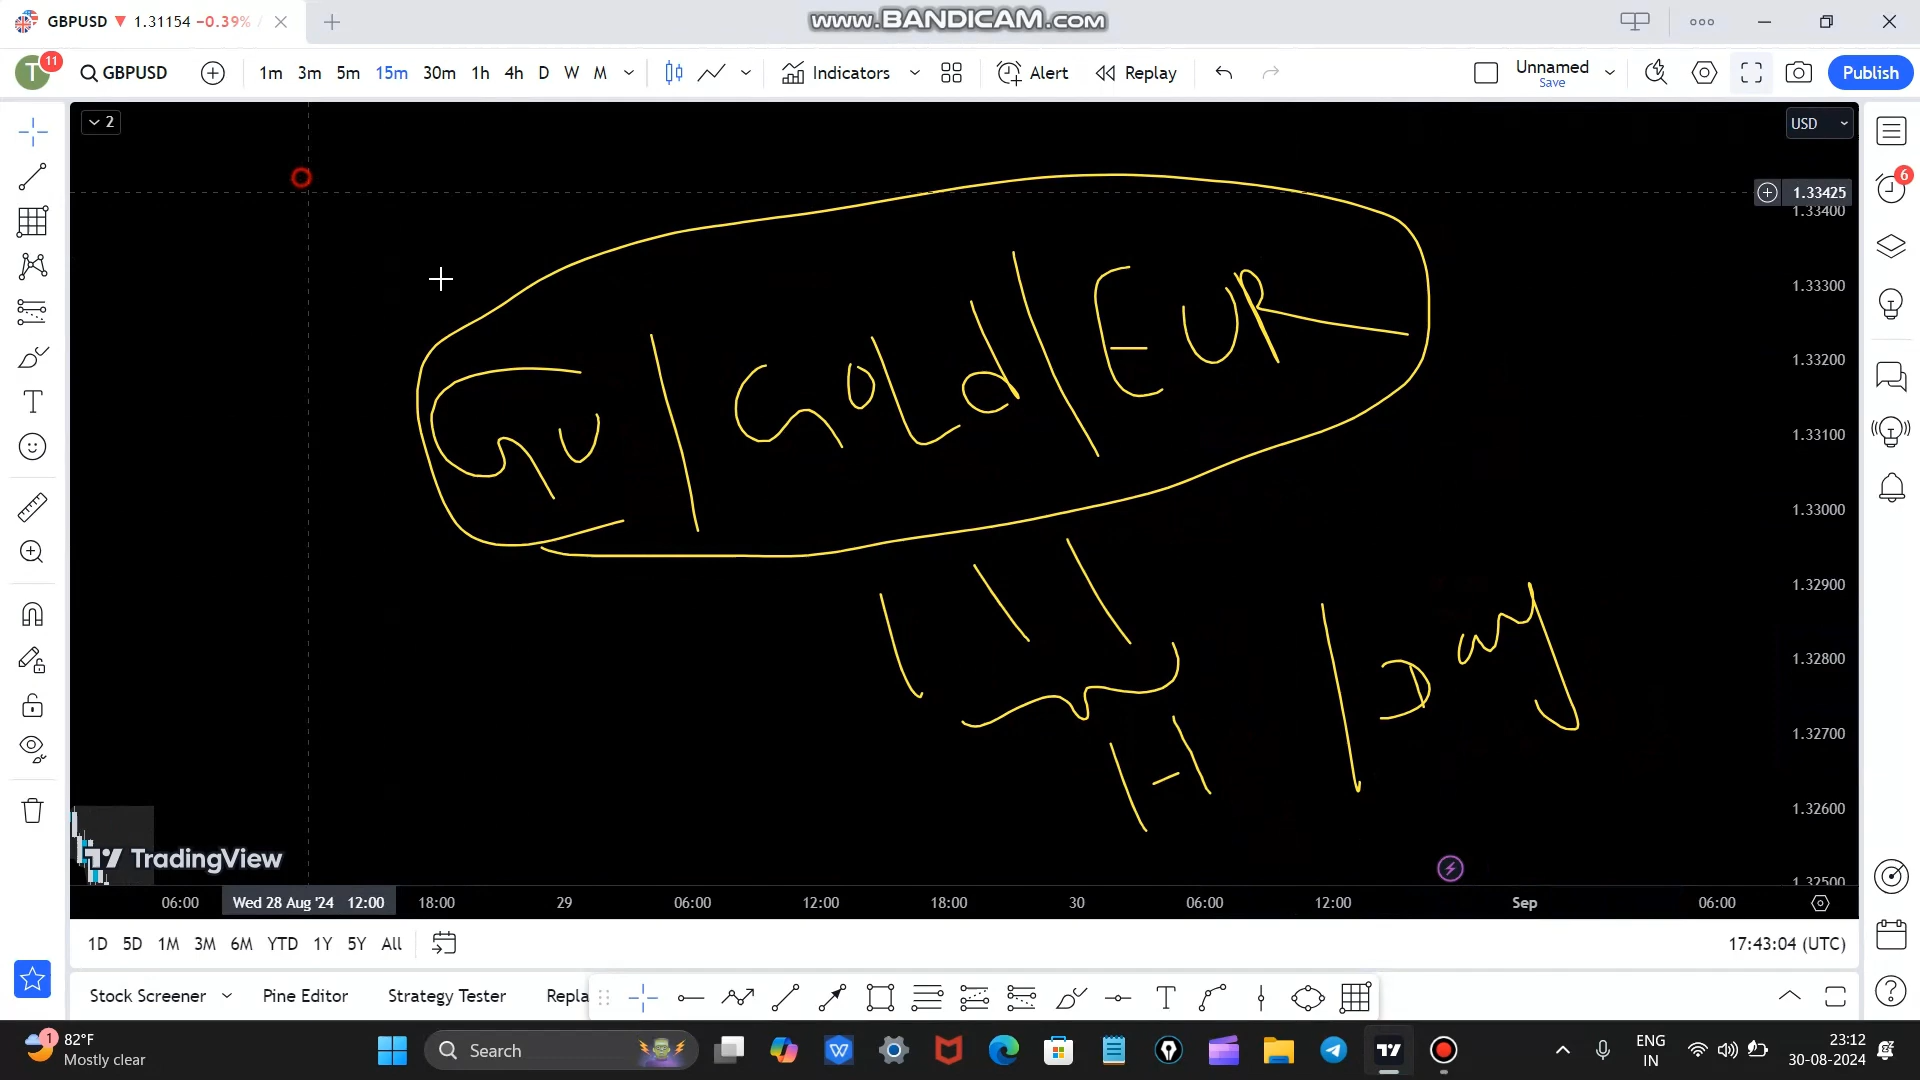 GBPUSD ▼ 1.31154 −0.39%
www.BANDICAM.com
T 11 GBPUSD 1m 3m 5m 15m 30m 1h 4h D W M Indicators Alert Replay Unnamed Save Publish
2
USD
6
1.33425
1.33400
1.33300
1.33200
1.33100
1.33000
1.32900
1.32800
1.32700
1.32600
1.32500
GU | Gold | EUR
| Day
TradingView
06:00 Wed 28 Aug '24 12:00 18:00 29 06:00 12:00 18:00 30 06:00 12:00 Sep 06:00
1D 5D 1M 3M 6M YTD 1Y 5Y All 17:43:04 (UTC)
Stock Screener Pine Editor Strategy Tester Repla
1 82°F
Mostly clear
Search
ENG
IN
23:12
30-08-2024